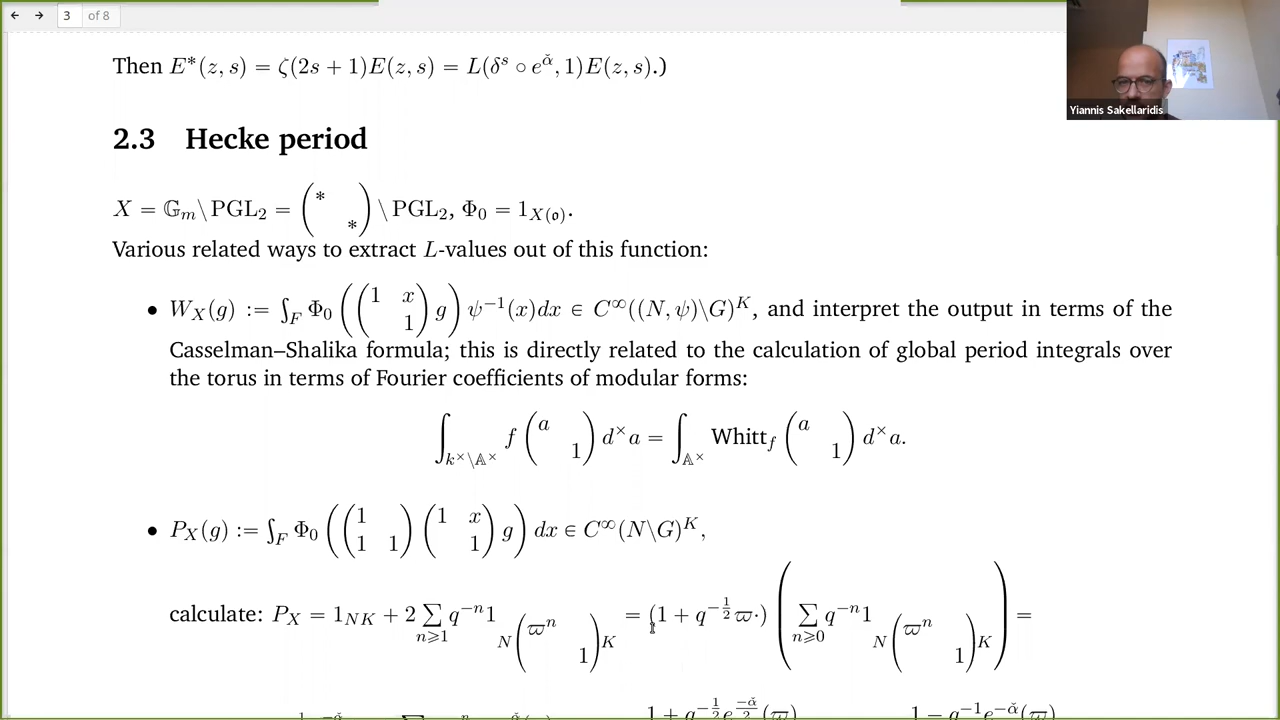 3 of 8
Yiannis Sakellaridis
Then E*(z, s) = ζ(2s + 1)E(z, s) = L(δ^s ∘ e^{α̌}, 1)E(z, s).)
2.3 Hecke period
X = 𝔾_m\PGL_2 = (* *)\PGL_2, Φ_0 = 1_{X(𝔬)}.
Various related ways to extract L-values out of this function:
• W_X(g) := ∫_F Φ_0 ((1 x; 1) g) ψ^{-1}(x)dx ∈ C^∞((N, ψ)\G)^K, and interpret the output in terms of the
Casselman–Shalika formula; this is directly related to the calculation of global period integrals over
the torus in terms of Fourier coefficients of modular forms:
∫_{k^×\𝔸^×} f (a; 1) d^×a = ∫_{𝔸^×} Whitt_f (a; 1) d^×a.
• P_X(g) := ∫_F Φ_0 ((1; 1 1) (1 x; 1) g) dx ∈ C^∞(N\G)^K,
calculate: P_X = 1_{NK} + 2 ∑_{n⩾1} q^{-n} 1_{N(ϖ^n; 1)K} = (1 + q^{-1/2} ϖ·) (∑_{n⩾0} q^{-n} 1_{N(ϖ^n; 1)K}) =